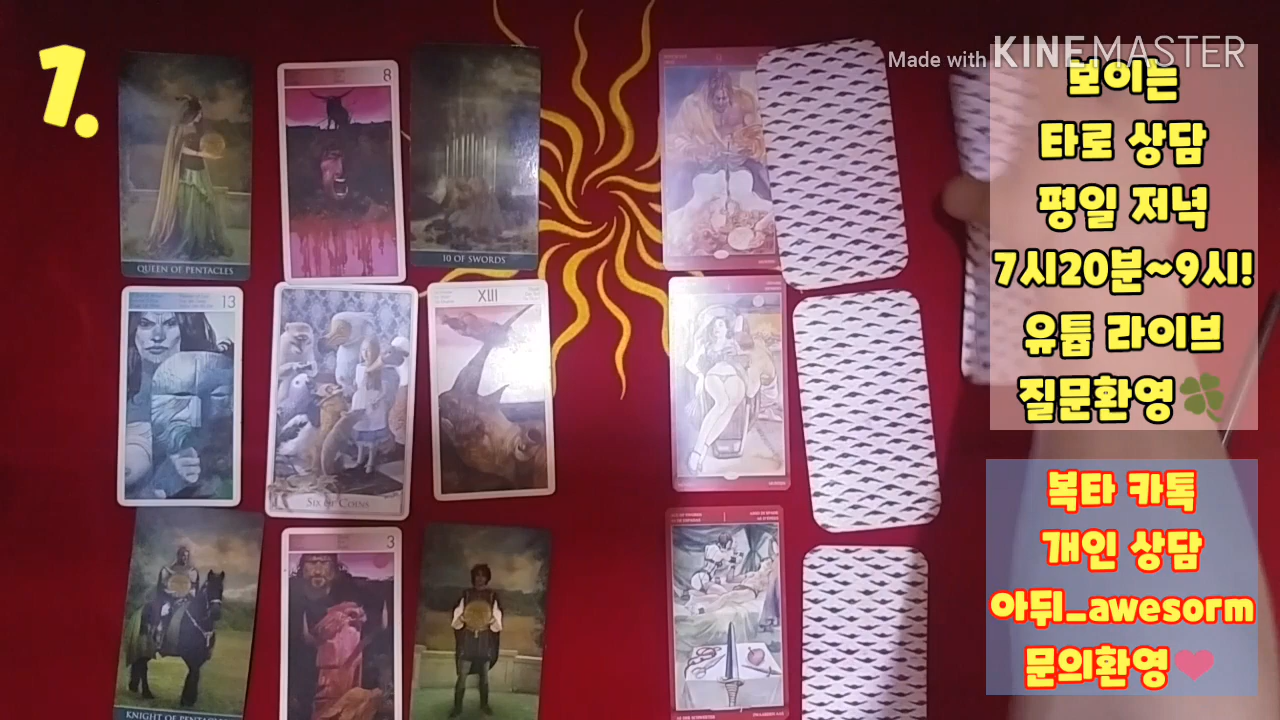 1.
Made with KINEMASTER
보이는
타로 상담
평일 저녁
7시20분~9시!
유튭 라이브
질문환영🍀
복타 카톡
개인 상담
아뒤_awesorm
문의환영❤
QUEEN OF PENTACLES
8
10 OF SWORDS
13
SIX OF COINS
XIII
KNIGHT OF PENTACLES
3